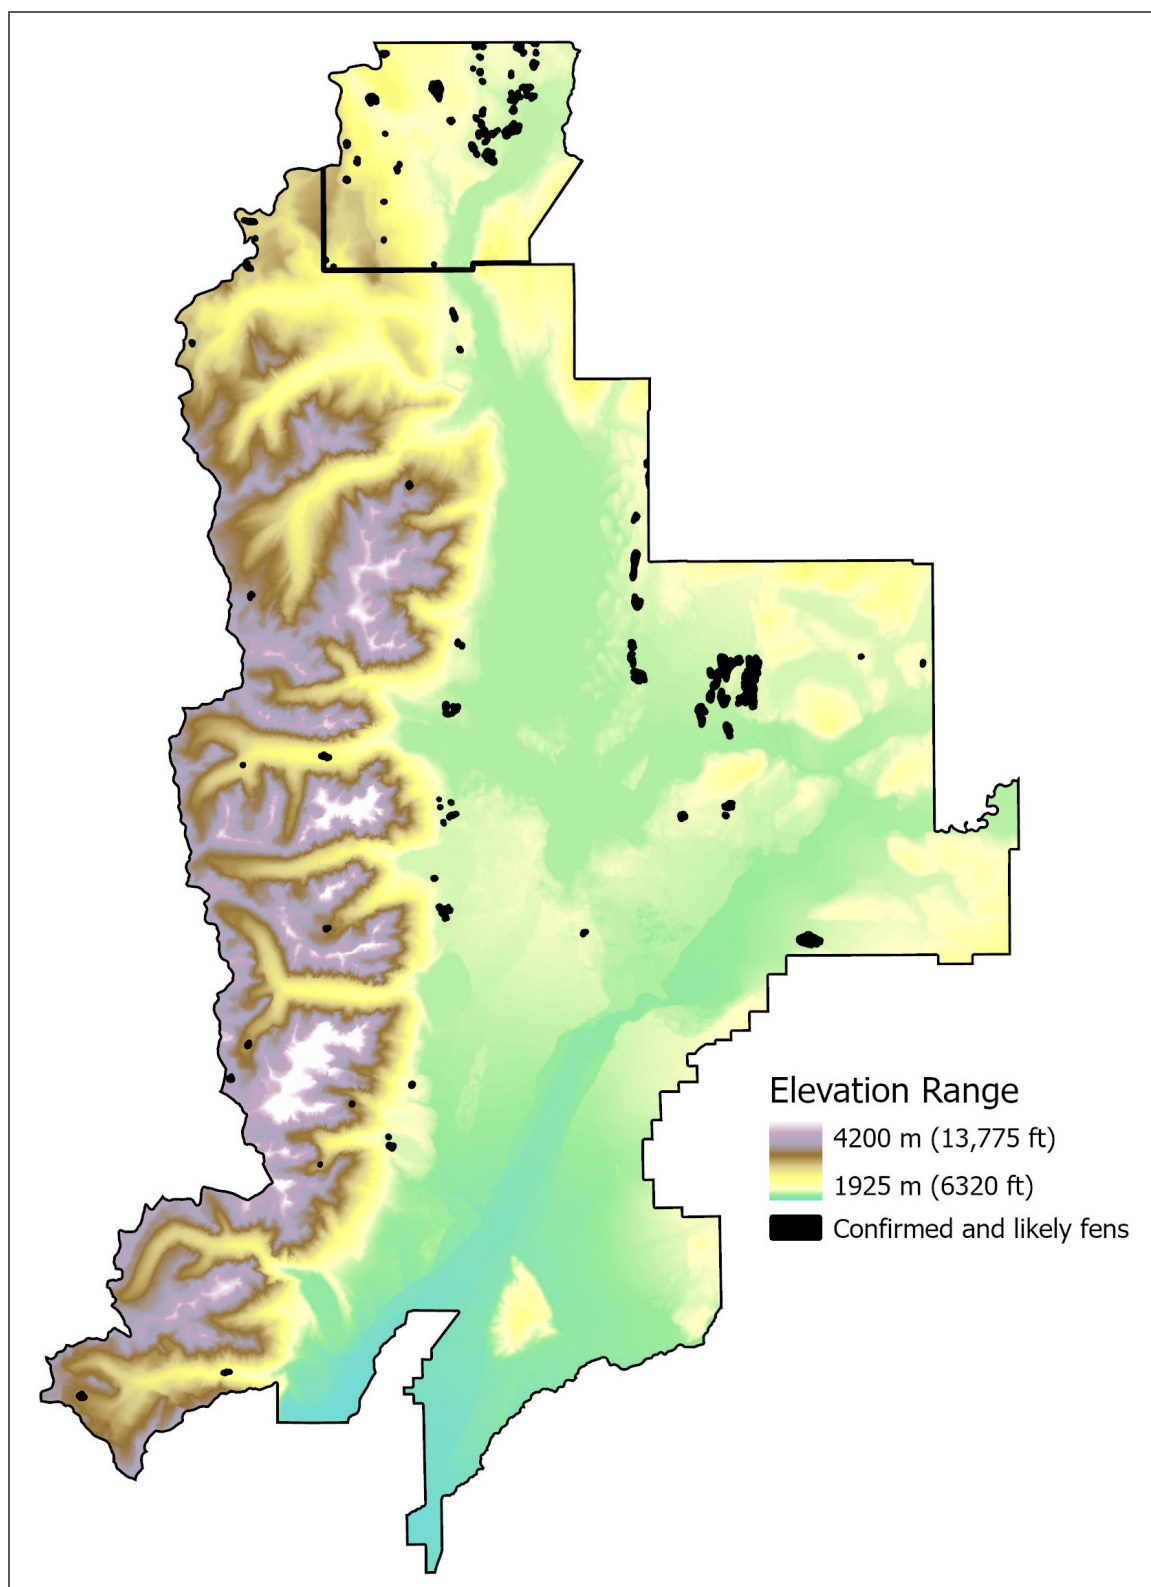 Elevation Range
4200 m (13,775 ft)
1925 m (6320 ft)
Confirmed and likely fens